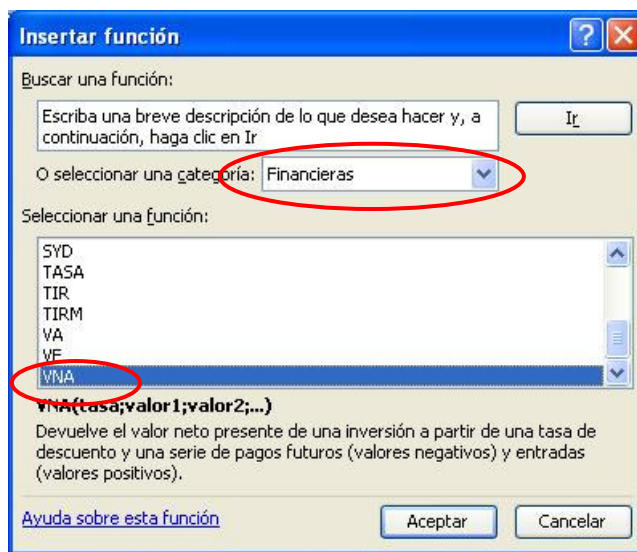 Insertar función
Buscar una función:
Escriba una breve descripción de lo que desea hacer y, a
continuación, haga clic en Ir
Ir
O seleccionar una categoría: Financieras
Seleccionar una función:
SYD
TASA
TIR
TIRM
VA
VF
VNA
VNA(tasa;valor1;valor2;...)
Devuelve el valor neto presente de una inversión a partir de una tasa de
descuento y una serie de pagos futuros (valores negativos) y entradas
(valores positivos).
Ayuda sobre esta función
Aceptar
Cancelar